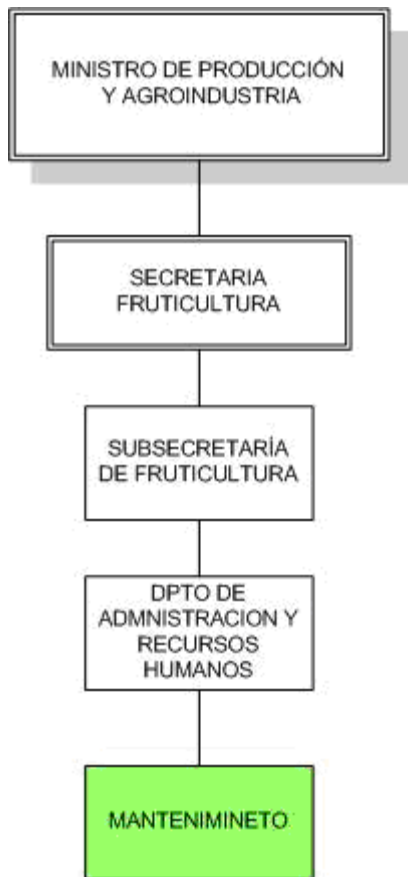 MINISTRO DE PRODUCCIÓN
Y AGROINDUSTRIA
SECRETARIA
FRUTICULTURA
SUBSECRETARÍA
DE FRUTICULTURA
DPTO DE
ADMNISTRACION Y
RECURSOS
HUMANOS
MANTENIMINETO